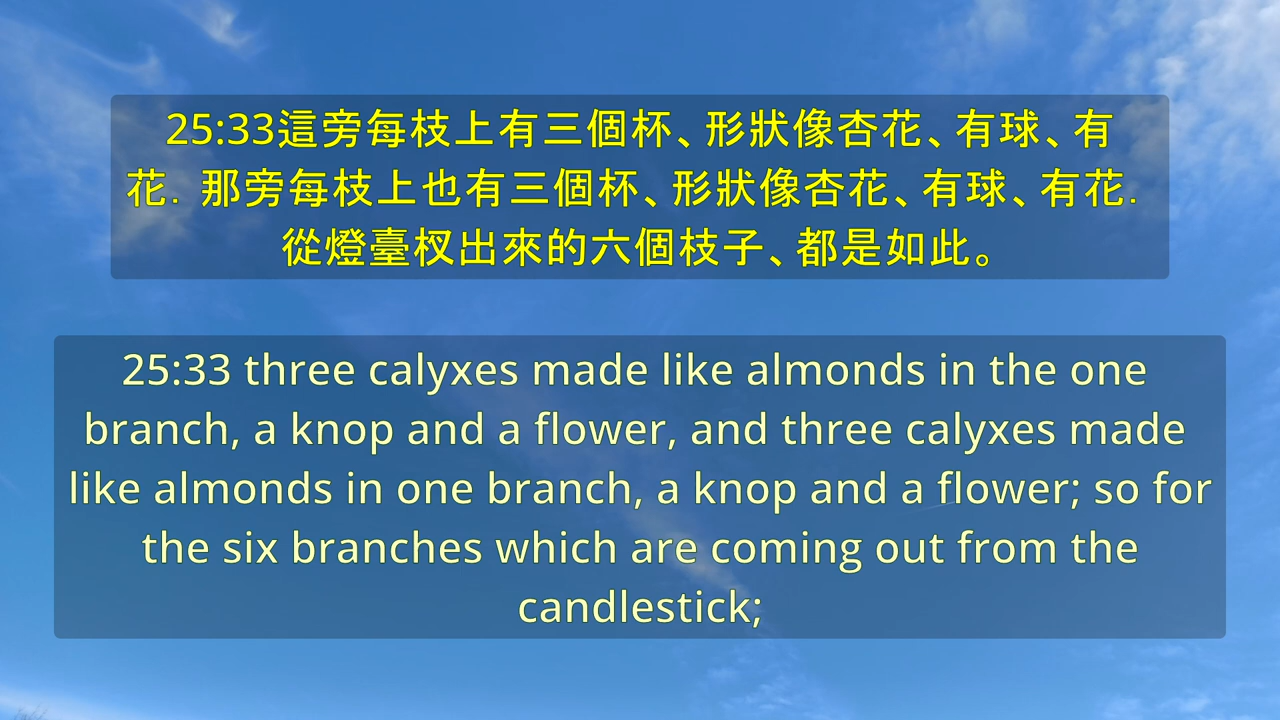 25:33這旁每枝上有三個杯、形狀像杏花、有球、有
花．那旁每枝上也有三個杯、形狀像杏花、有球、有花．
從燈臺杈出來的六個枝子、都是如此。
25:33 three calyxes made like almonds in the one
branch, a knop and a flower, and three calyxes made
like almonds in one branch, a knop and a flower; so for
the six branches which are coming out from the
candlestick;